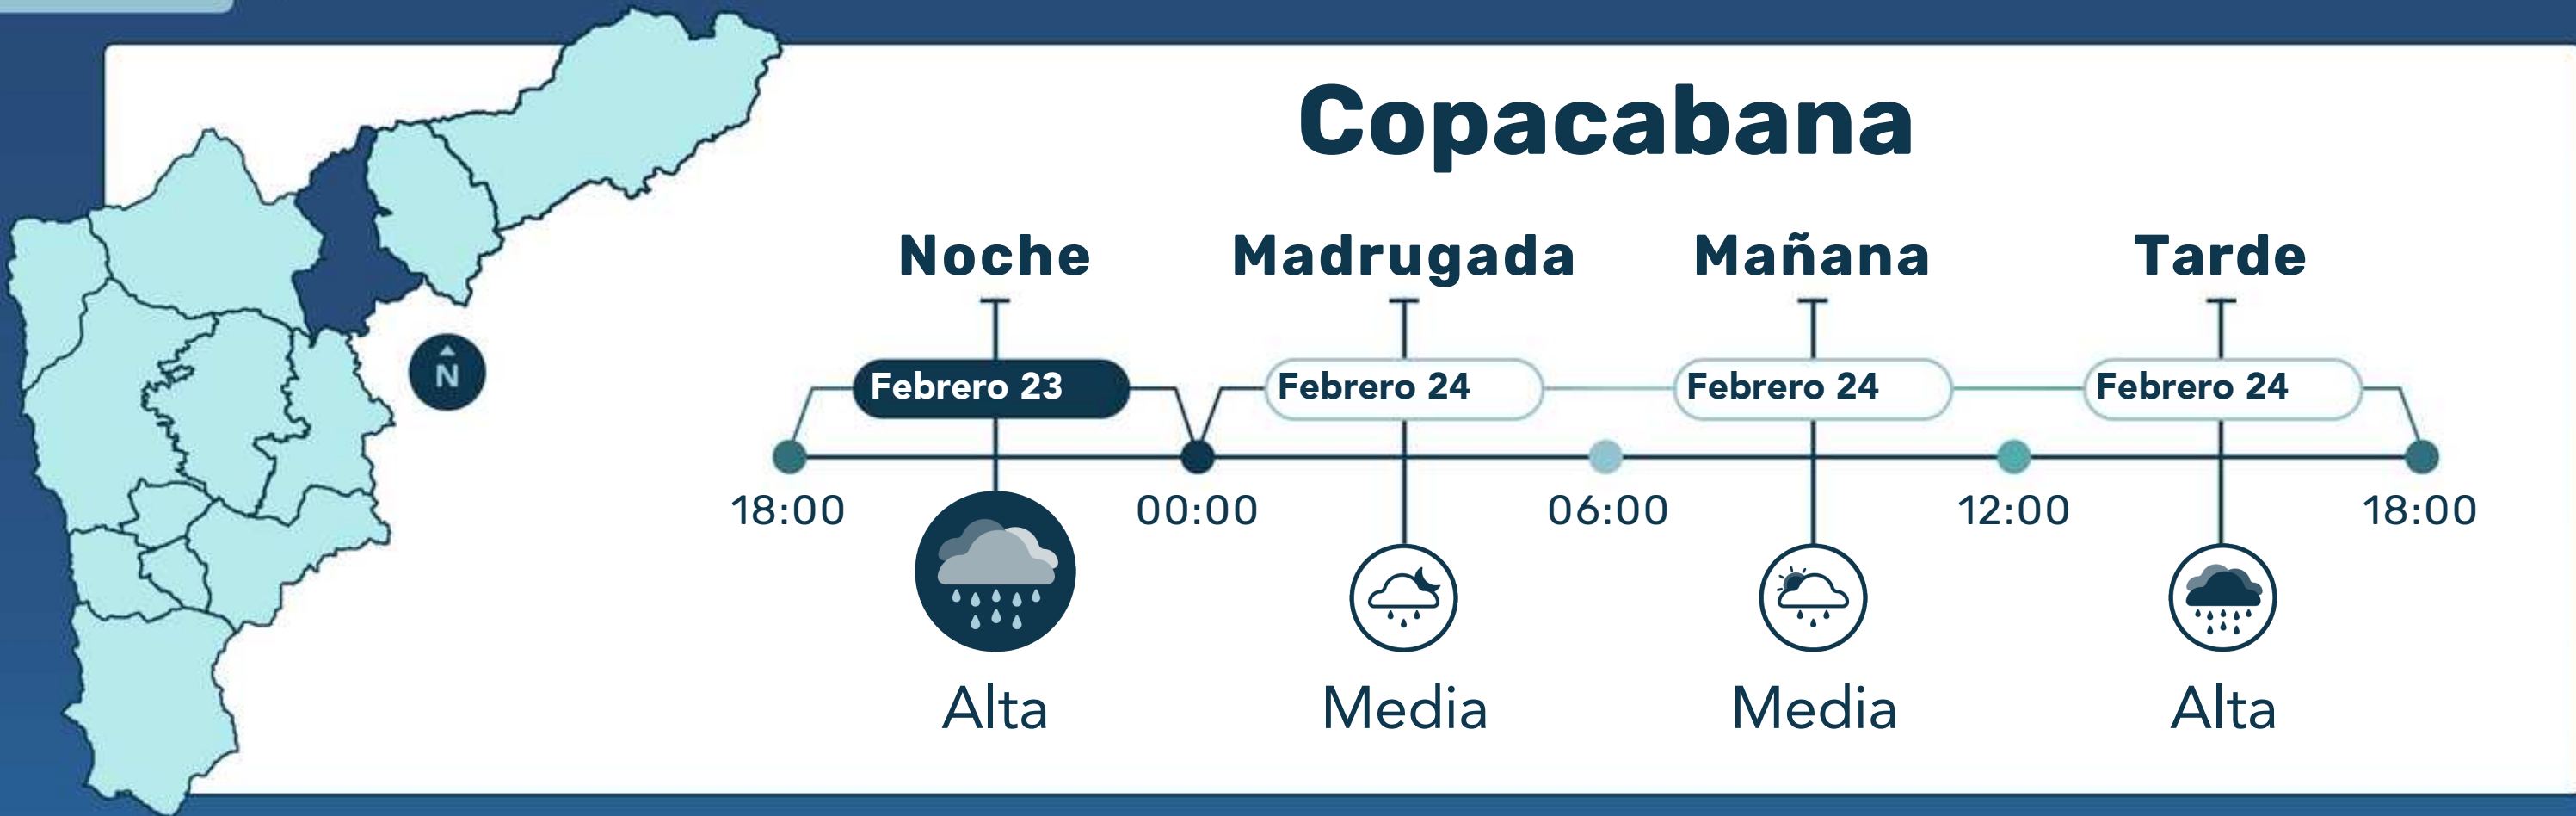 Copacabana
Noche Madrugada Mañana Tarde
Febrero 23 Febrero 24 Febrero 24 Febrero 24
N
18:00 00:00 06:00 12:00 18:00
Alta Media Media Alta